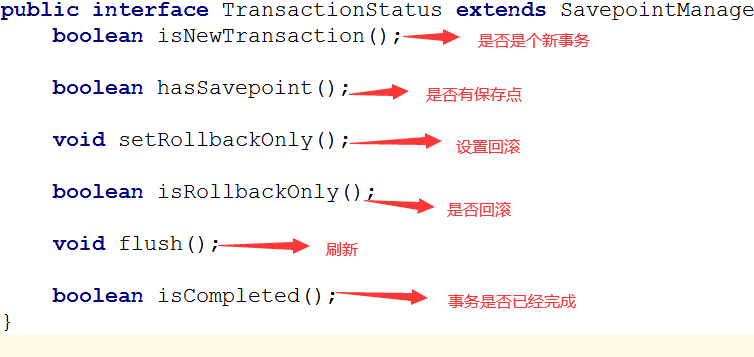 public interface TransactionStatus extends SavepointManage
boolean isNewTransaction(); 是否是个新事务
boolean hasSavepoint(); 是否有保存点
void setRollbackOnly(); 设置回滚
boolean isRollbackOnly(); 是否回滚
void flush(); 刷新
boolean isCompleted(); 事务是否已经完成
}